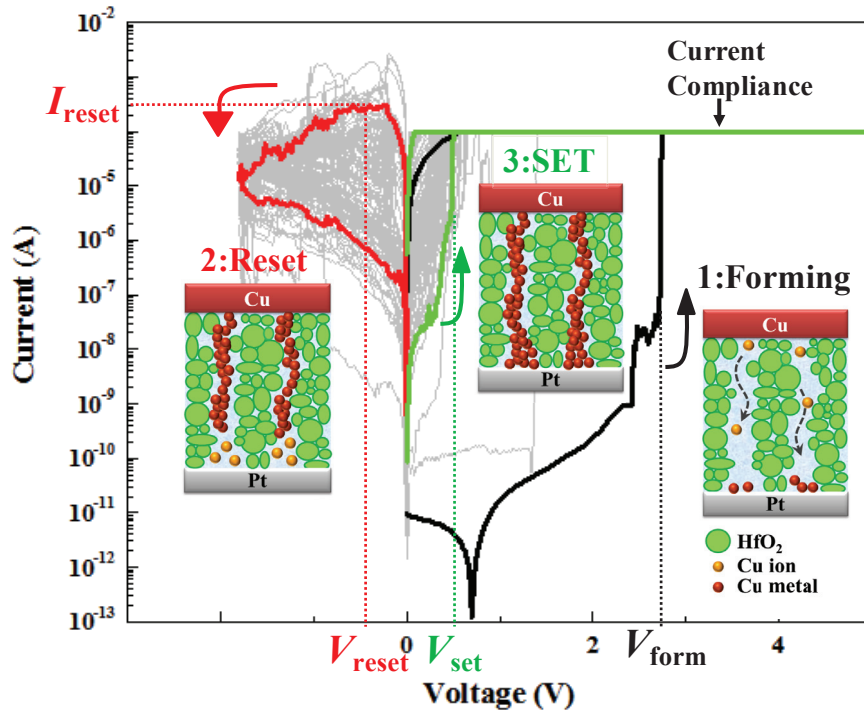 10^-2
10^-5
10^-6
10^-7
10^-8
10^-9
10^-10
10^-11
10^-12
10^-13
Current (A)
I_reset
Current
Compliance
3:SET
Cu
Pt
2:Reset
Cu
Pt
1:Forming
Cu
Pt
HfO₂
Cu ion
Cu metal
0
2
4
V_reset
V_set
V_form
Voltage (V)